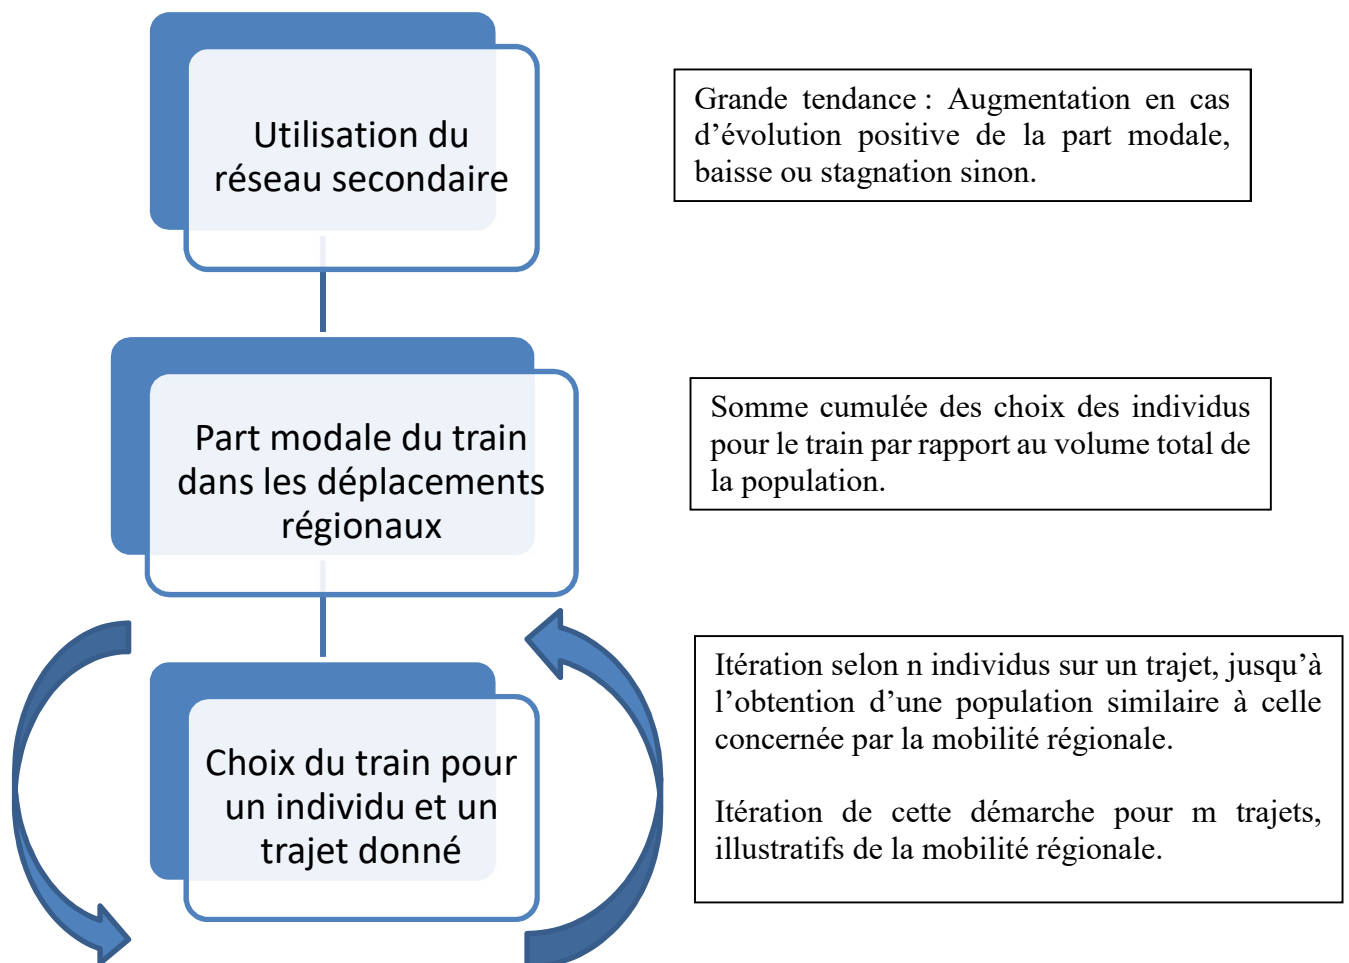 Utilisation du
réseau secondaire
Grande tendance : Augmentation en cas
d’évolution positive de la part modale,
baisse ou stagnation sinon.
Part modale du train
dans les déplacements
régionaux
Somme cumulée des choix des individus
pour le train par rapport au volume total de
la population.
Choix du train pour
un individu et un
trajet donné
Itération selon n individus sur un trajet, jusqu’à
l’obtention d’une population similaire à celle
concernée par la mobilité régionale.
Itération de cette démarche pour m trajets,
illustratifs de la mobilité régionale.